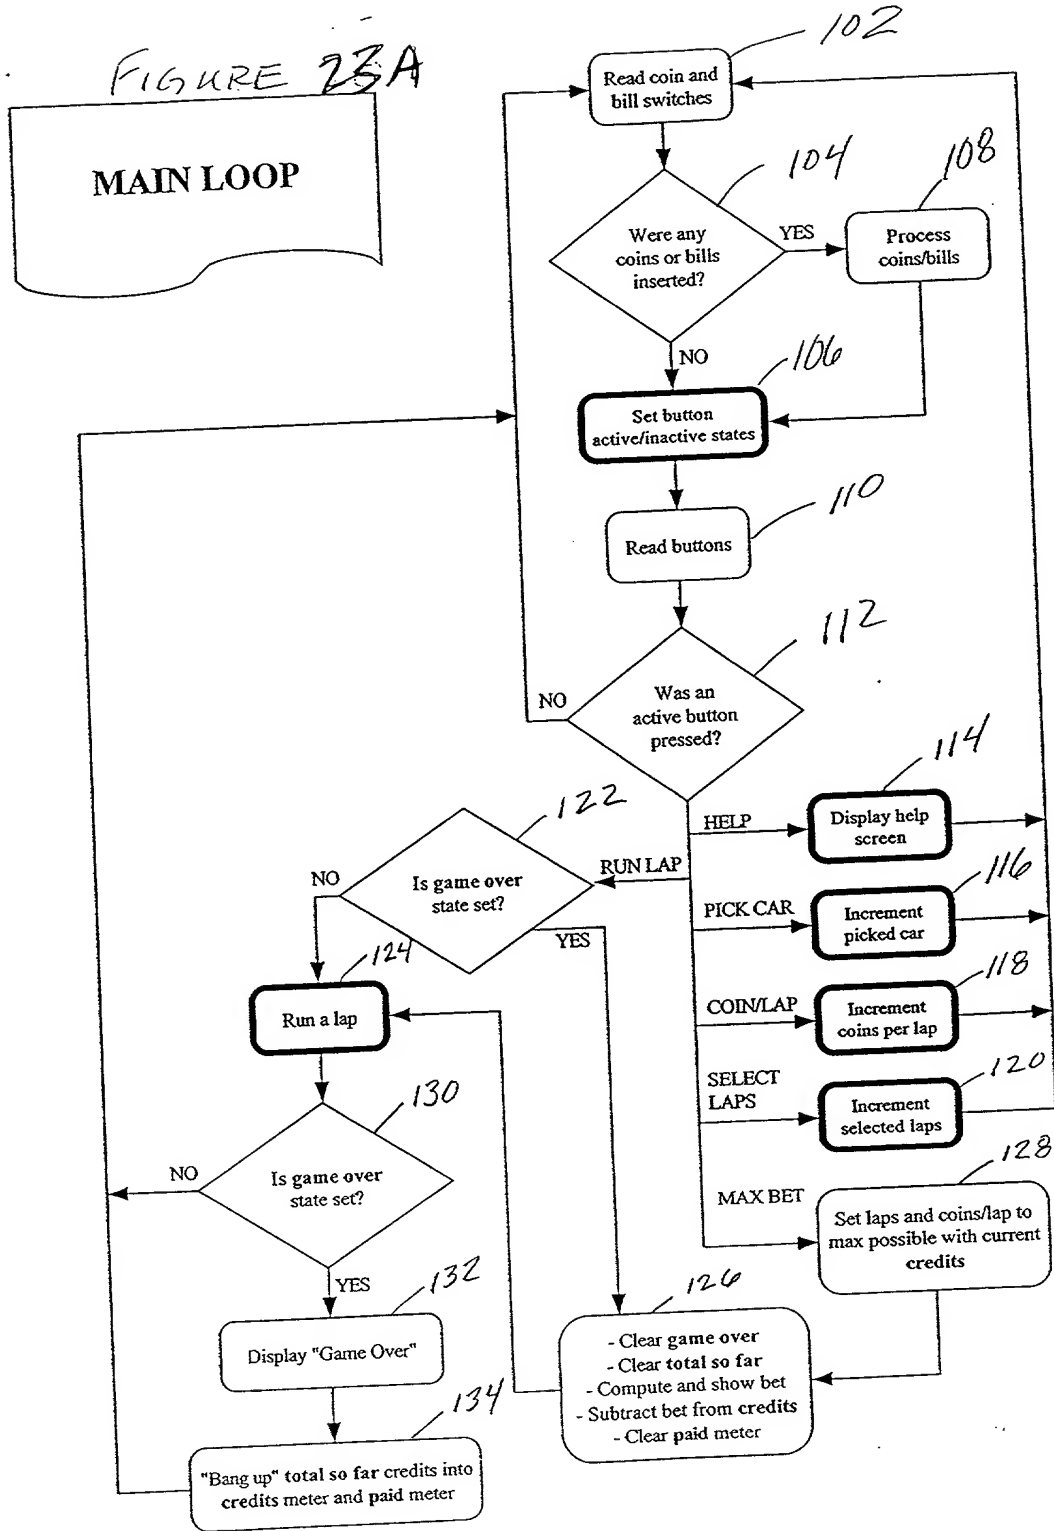 FIGURE 23A
MAIN LOOP
102
Read coin and
bill switches
104
Were any
coins or bills
inserted?
YES
108
Process
coins/bills
NO
106
Set button
active/inactive states
110
Read buttons
112
Was an
active button
pressed?
NO
HELP
114
Display help
screen
122
Is game over
state set?
RUN LAP
NO
YES
PICK CAR
116
Increment
picked car
124
Run a lap
COIN/LAP
118
Increment
coins per lap
SELECT
LAPS
120
Increment
selected laps
130
Is game over
state set?
NO
YES
MAX BET
128
Set laps and coins/lap to
max possible with current
credits
132
Display "Game Over"
126
- Clear game over
- Clear total so far
- Compute and show bet
- Subtract bet from credits
- Clear paid meter
134
"Bang up" total so far credits into
credits meter and paid meter